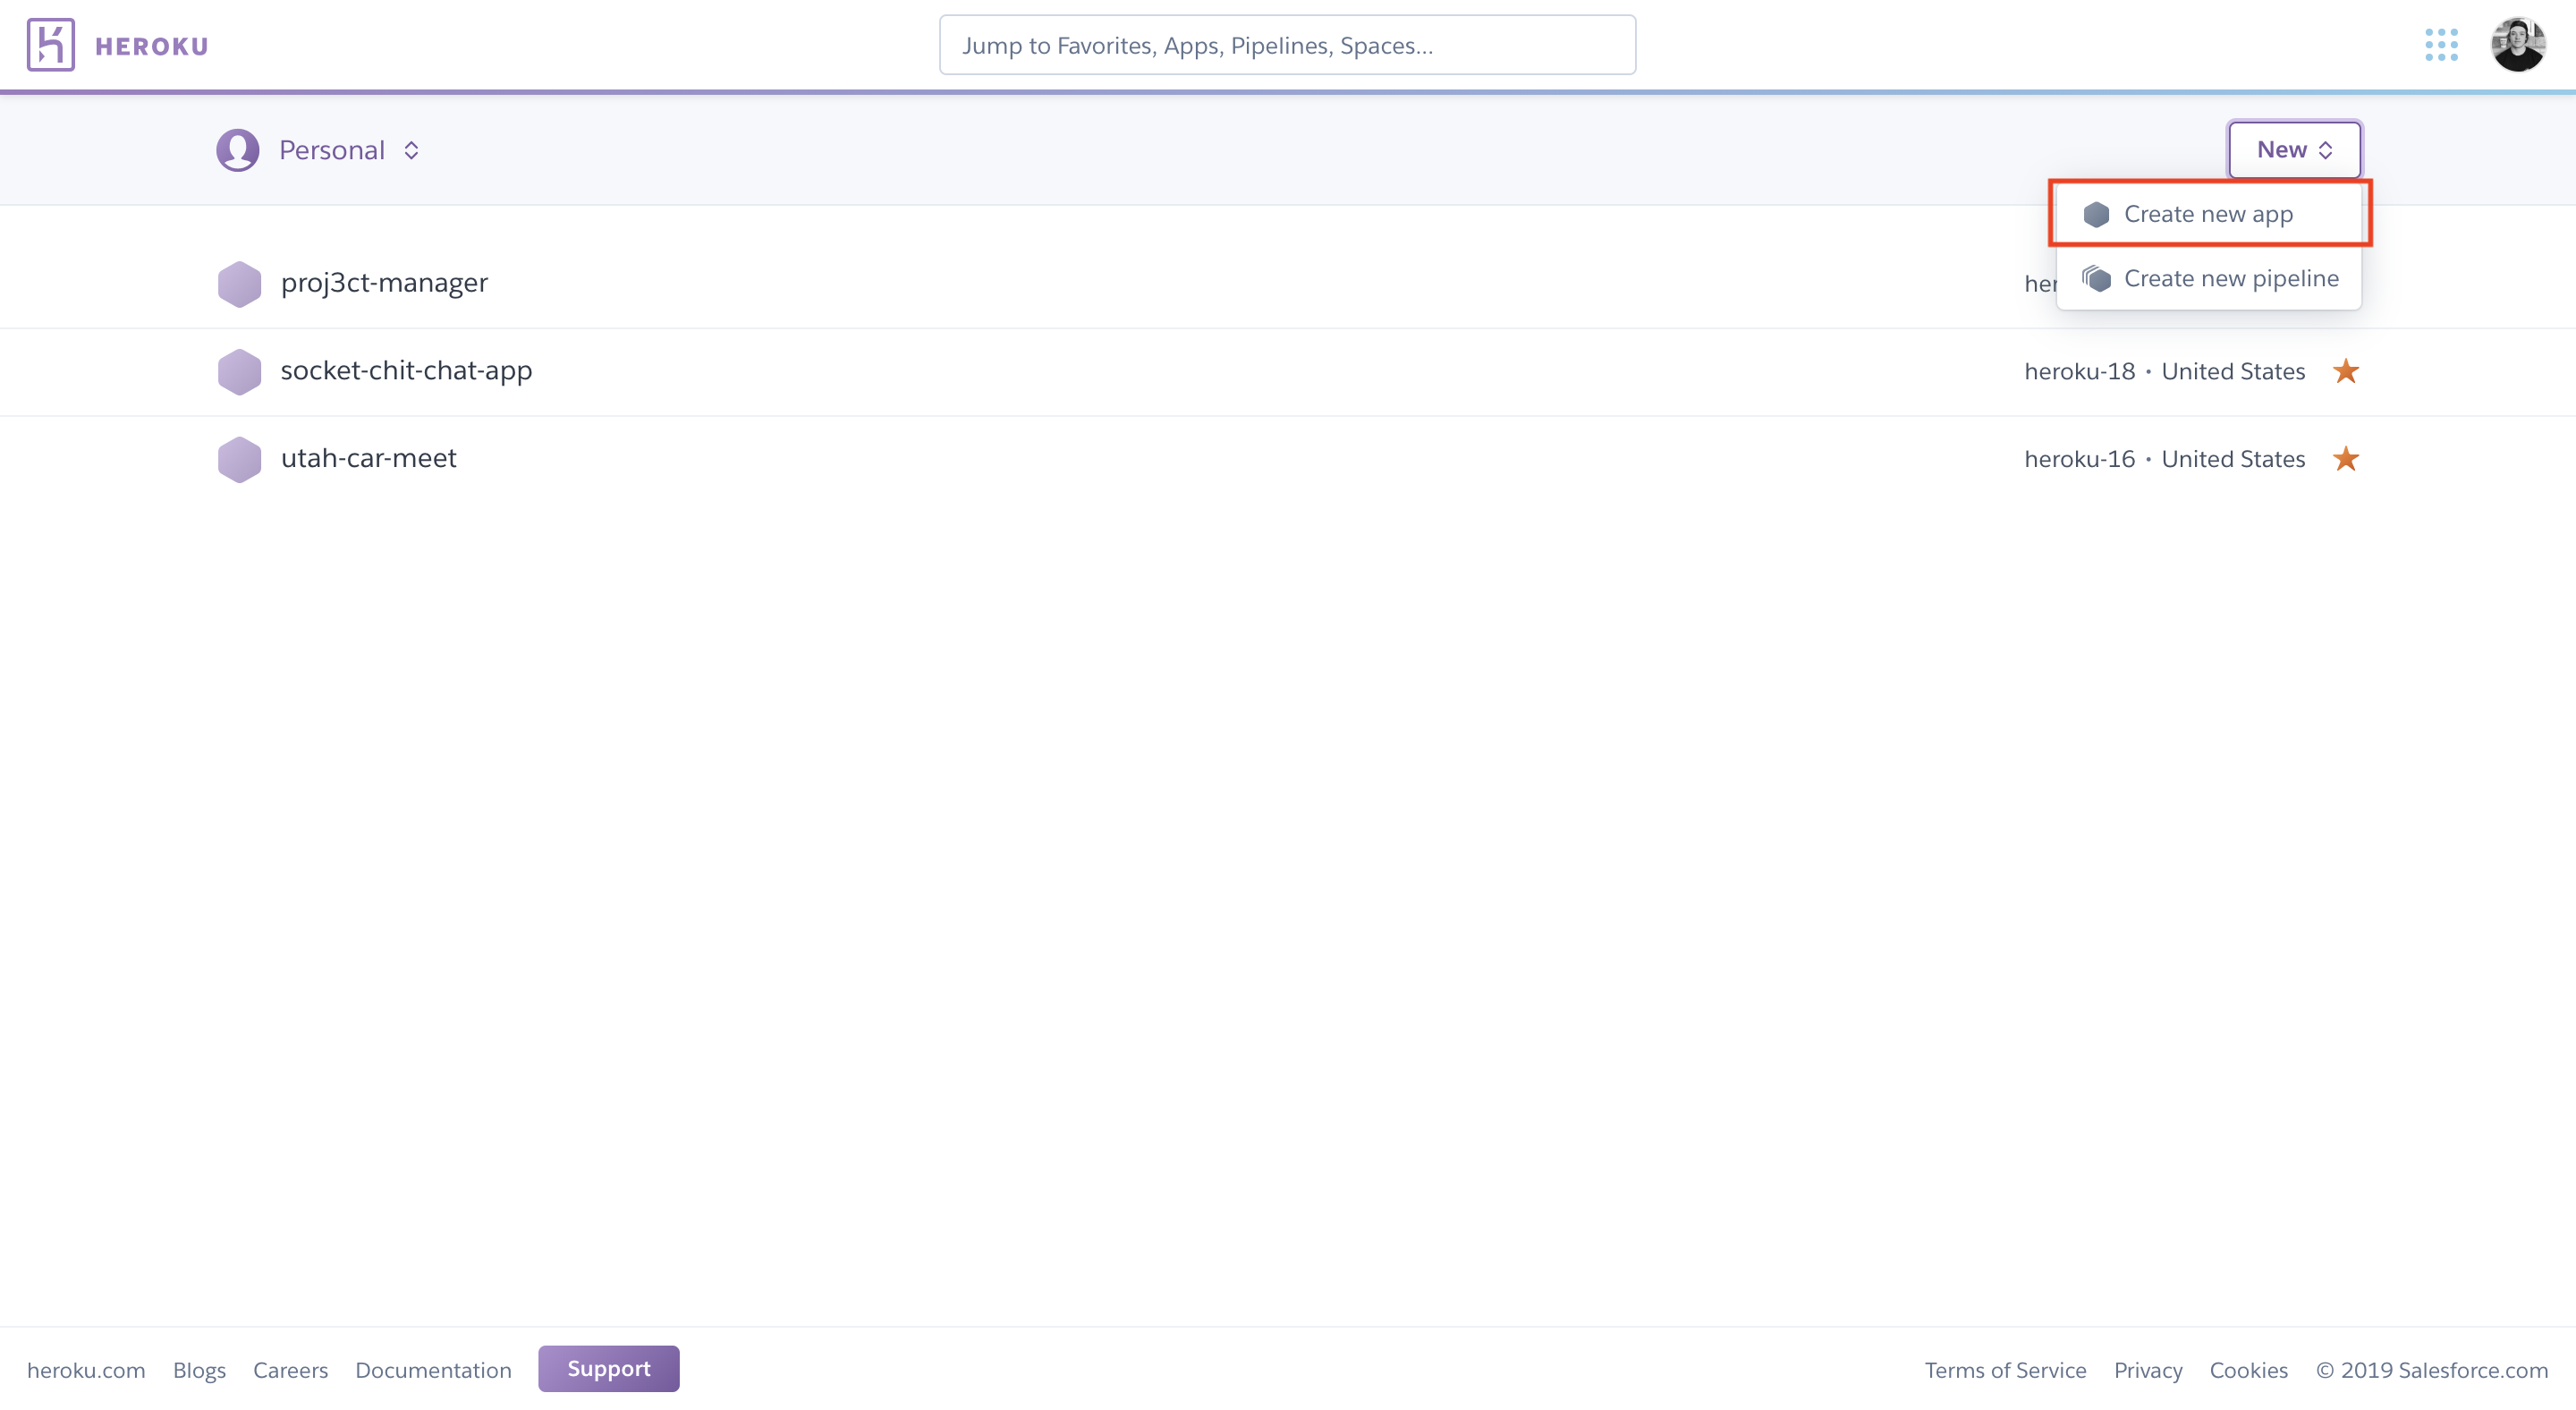 HEROKU
Jump to Favorites, Apps, Pipelines, Spaces...
Personal
New
Create new app
Create new pipeline
proj3ct-manager
socket-chit-chat-app
heroku-18 • United States
utah-car-meet
heroku-16 • United States
heroku.com Blogs Careers Documentation Support
Terms of Service Privacy Cookies © 2019 Salesforce.com